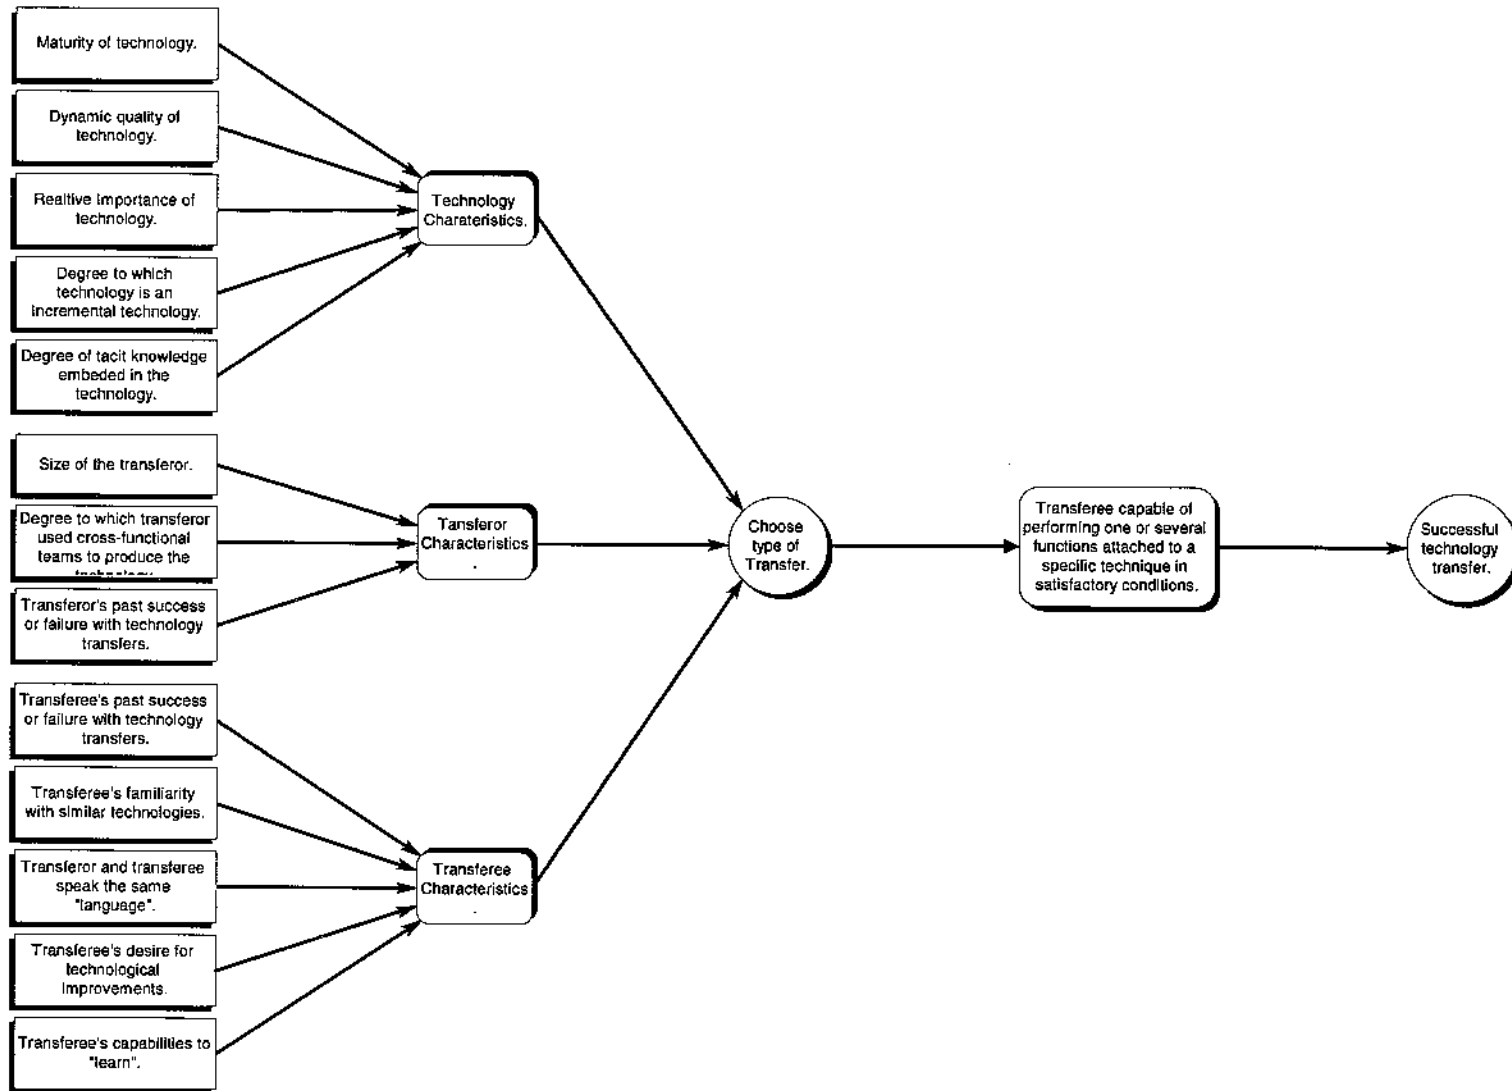 Maturity of technology.
Dynamic quality of
technology.
Realtive Importance of
technology.
Degree to which
technology is an
incremental technology.
Degree of tacit knowledge
embeded in the
technology.
Technology
Charateristics.
Size of the transferor.
Degree to which transferor
used cross-functional
teams to produce the
technology
Transferor's past success
or failure with technology
transfers.
Tansferor
Characteristics
.
Transferee's past success
or failure with technology
transfers.
Transferee's familiarity
with similar technologies.
Transferor and transferee
speak the same
"language".
Transferee's desire for
technological
Improvements.
Transferee's capabilities to
"learn".
Transferee
Characteristics
.
Choose
type of
Transfer.
Transferee capable of
performing one or several
functions attached to a
specific technique in
satisfactory conditions.
Successful
technology
transfer.